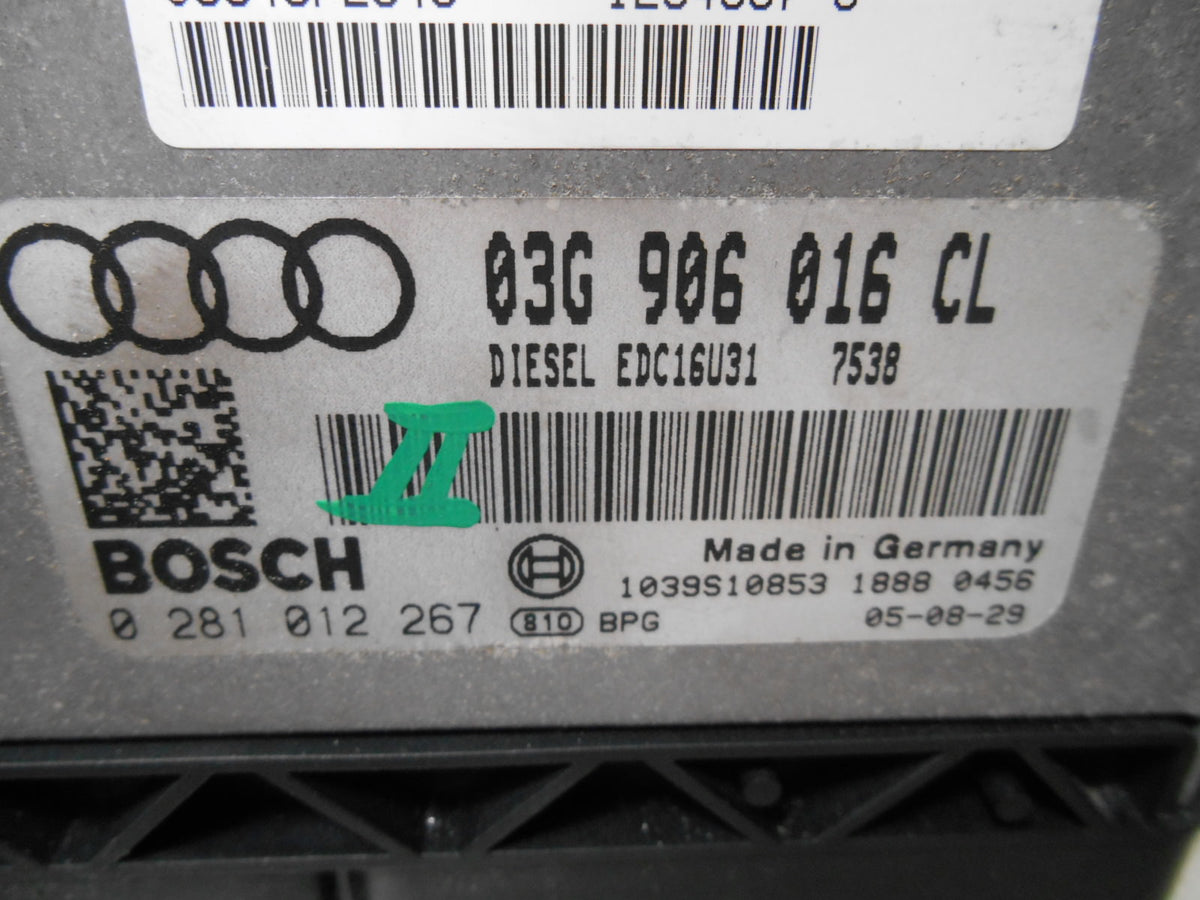 03G 906 016 CL
DIESEL EDC16U31 7538
II
BOSCH
Made in Germany
1039S10853 1888 0456
0 281 012 267 810 BPG 05-08-29